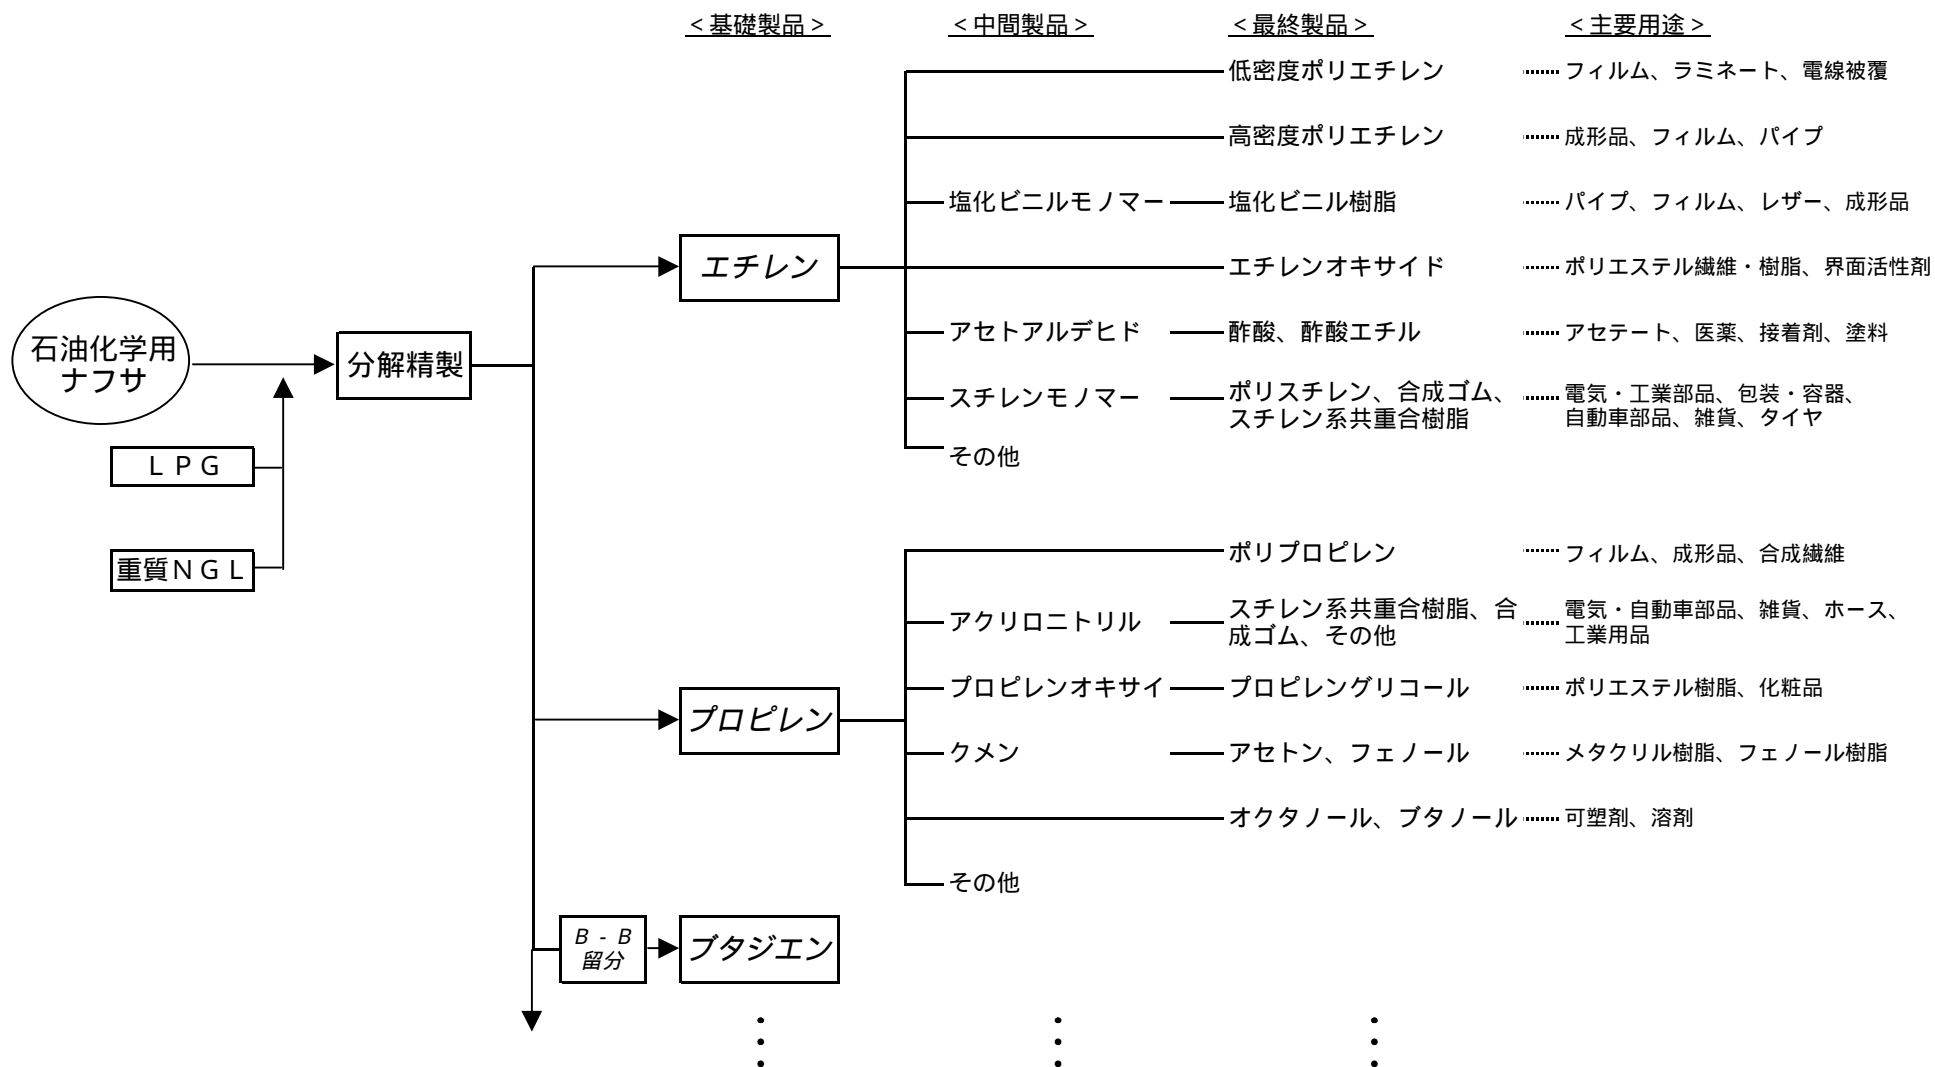 ＜基礎製品＞
＜中間製品＞
＜最終製品＞
＜主要用途＞
低密度ポリエチレン
フィルム、ラミネート、電線被覆
高密度ポリエチレン
成形品、フィルム、パイプ
塩化ビニルモノマー
塩化ビニル樹脂
パイプ、フィルム、レザー、成形品
エチレン
エチレンオキサイド
ポリエステル繊維・樹脂、界面活性剤
石油化学用
ナフサ
分解精製
アセトアルデヒド
酢酸、酢酸エチル
アセテート、医薬、接着剤、塗料
スチレンモノマー
ポリスチレン、合成ゴム、
スチレン系共重合樹脂
電気・工業部品、包装・容器、
自動車部品、雑貨、タイヤ
ＬＰＧ
その他
重質ＮＧＬ
ポリプロピレン
フィルム、成形品、合成繊維
アクリロニトリル
スチレン系共重合樹脂、合
成ゴム、その他
電気・自動車部品、雑貨、ホース、
工業用品
プロピレンオキサイ
プロピレングリコール
ポリエステル樹脂、化粧品
プロピレン
クメン
アセトン、フェノール
メタクリル樹脂、フェノール樹脂
オクタノール、ブタノール
可塑剤、溶剤
その他
Ｂ‐Ｂ
留分
ブタジエン